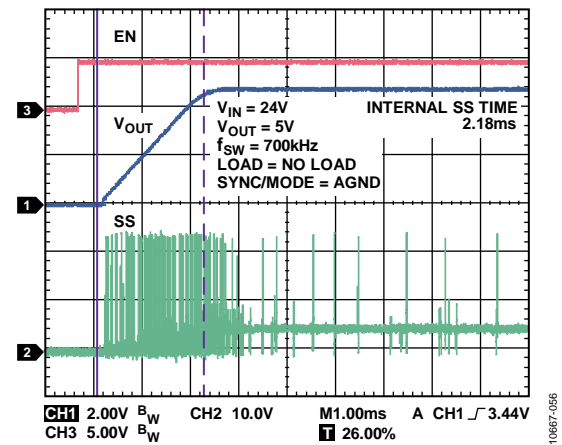 EN
3
VOUT
VIN = 24V
VOUT = 5V
fSW = 700kHz
LOAD = NO LOAD
SYNC/MODE = AGND
INTERNAL SS TIME
2.18ms
1
SS
2
CH1 2.00V BW CH2 10.0V M1.00ms A CH1 3.44V
CH3 5.00V BW T 26.00%
10667-056